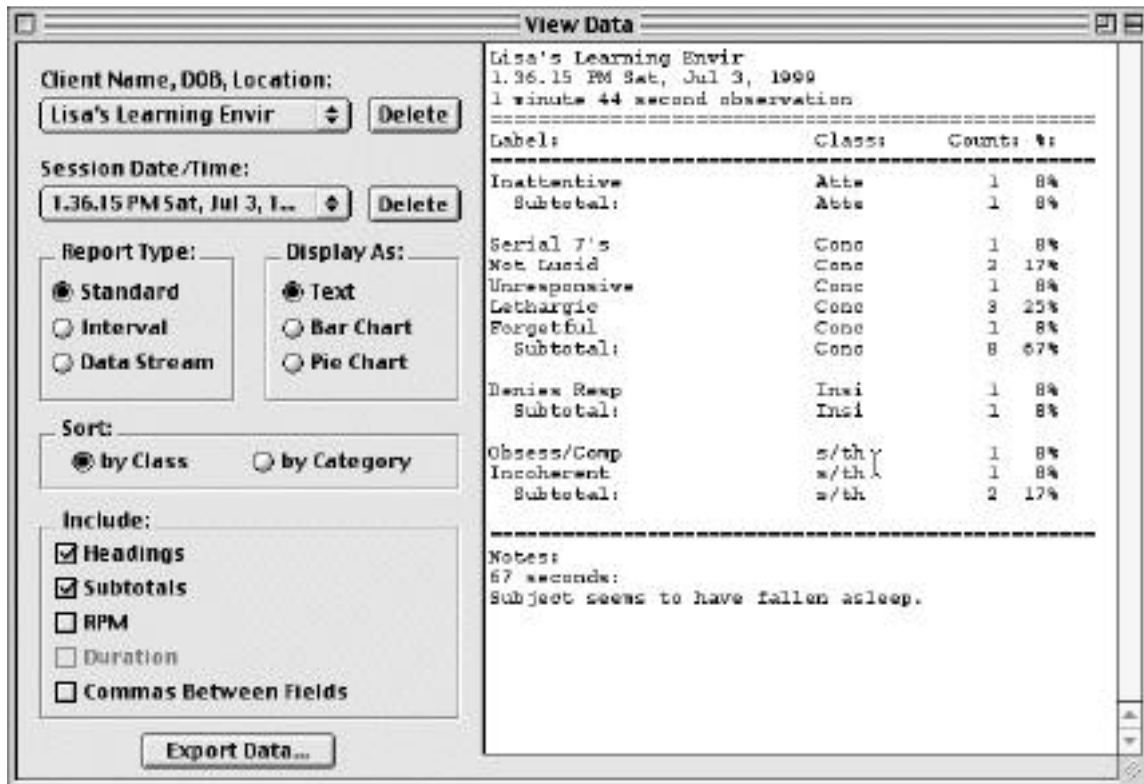 View Data
Client Name, DOB, Location:
Lisa's Learning Envir
Delete
Session Date/Time:
1.36.15 PM Sat, Jul 3, 1...
Delete
Report Type:
Standard
Interval
Data Stream
Display As:
Text
Bar Chart
Pie Chart
Sort:
by Class
by Category
Include:
Headings
Subtotals
RPM
Duration
Commas Between Fields
Export Data...
Lisa's Learning Envir
1.36.15 PM Sat, Jul 3, 1999
1 minute 44 second observation
Label: Class: Count: %:
Inattentive Atte 1 8%
Subtotal: Atte 1 8%
Serial 7's Conc 1 8%
Not Lucid Conc 2 17%
Unresponsive Conc 1 8%
Lethargic Conc 3 25%
Forgetful Conc 1 8%
Subtotal: Conc 8 67%
Denies Resp Insi 1 8%
Subtotal: Insi 1 8%
Obsess/Comp s/th 1 8%
Incoherent s/th 1 8%
Subtotal: s/th 2 17%
Notes:
67 seconds:
Subject seems to have fallen asleep.